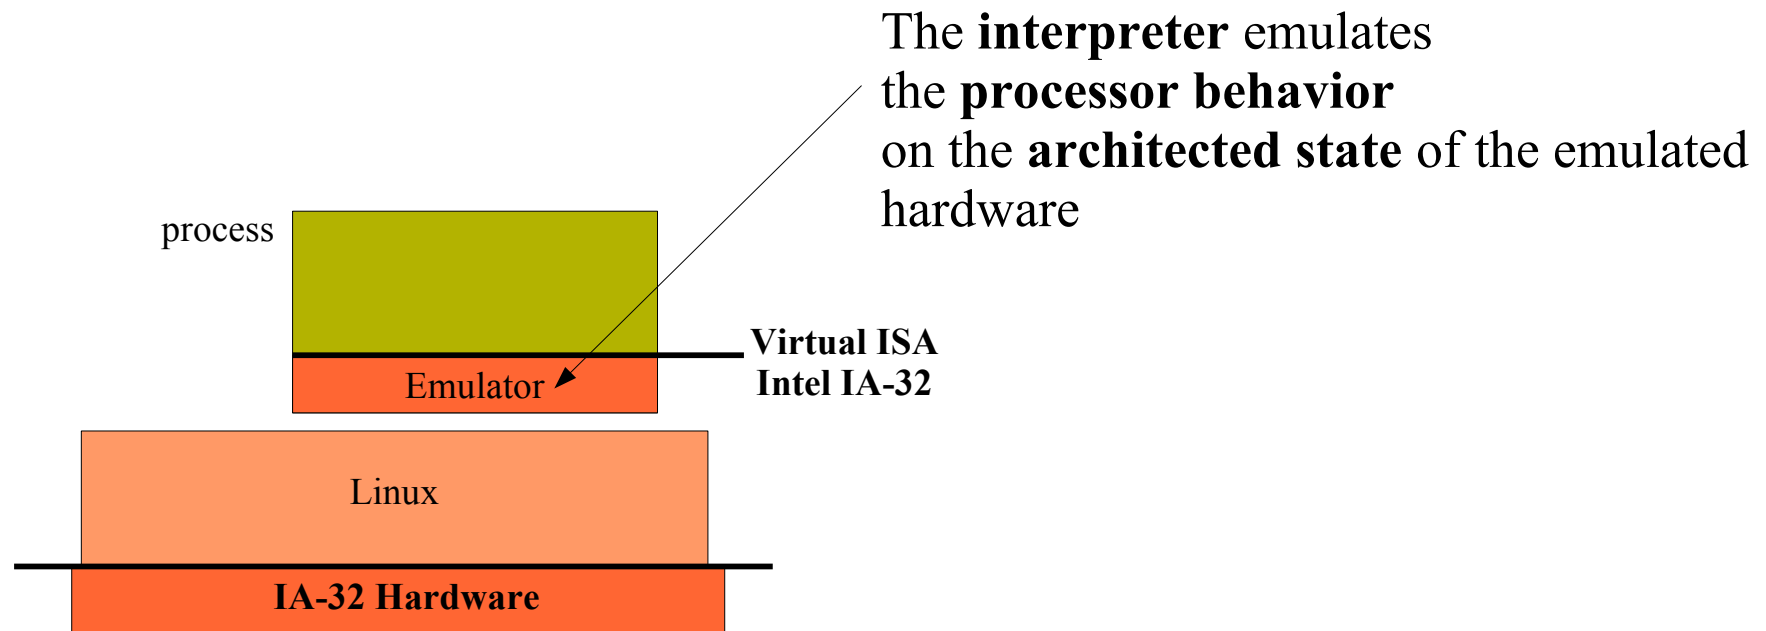 The interpreter emulates
the processor behavior
on the architected state of the emulated
hardware
process
Virtual ISA
Intel IA-32
Emulator
Linux
IA-32 Hardware